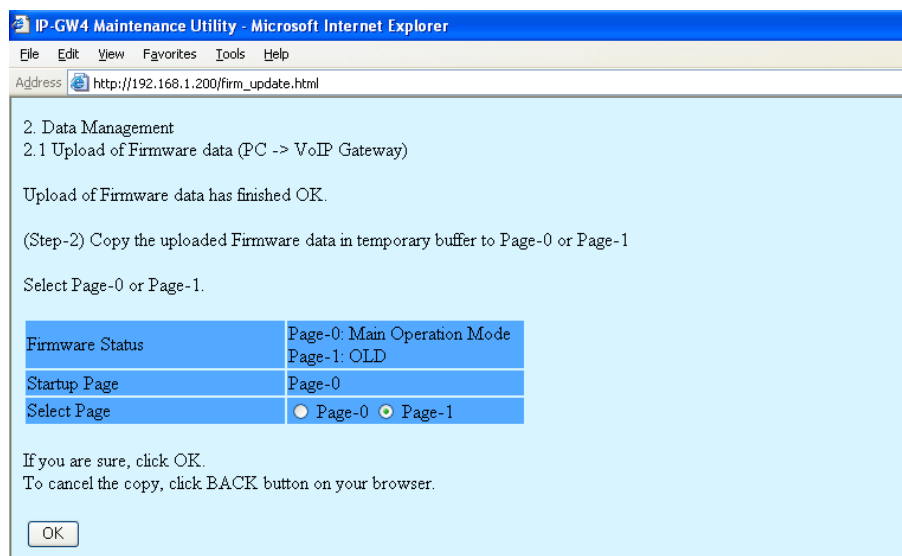 IP-GW4 Maintenance Utility - Microsoft Internet Explorer
File Edit View Favorites Tools Help
Address http://192.168.1.200/firm_update.html
2. Data Management
2.1 Upload of Firmware data (PC -> VoIP Gateway)
Upload of Firmware data has finished OK.
(Step-2) Copy the uploaded Firmware data in temporary buffer to Page-0 or Page-1
Select Page-0 or Page-1.
Firmware Status Page-0: Main Operation Mode
Page-1: OLD
Startup Page Page-0
Select Page Page-0 Page-1
If you are sure, click OK.
To cancel the copy, click BACK button on your browser.
OK